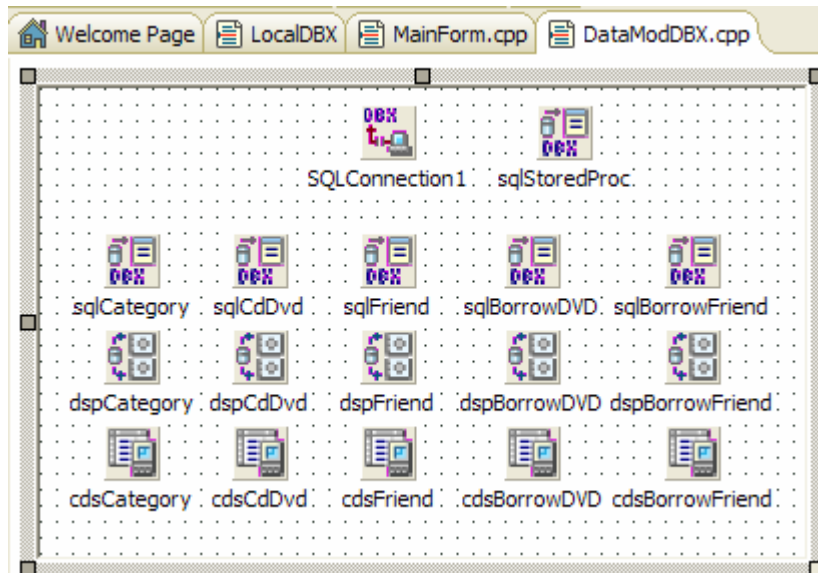 Welcome Page LocalDBX MainForm.cpp DataModDBX.cpp
DBX DBX
SQLConnection1 sqlStoredProc
DBX DBX DBX DBX DBX
sqlCategory sqlCdDvd sqlFriend sqlBorrowDVD sqlBorrowFriend
dspCategory dspCdDvd dspFriend dspBorrowDVD dspBorrowFriend
cdsCategory cdsCdDvd cdsFriend cdsBorrowDVD cdsBorrowFriend